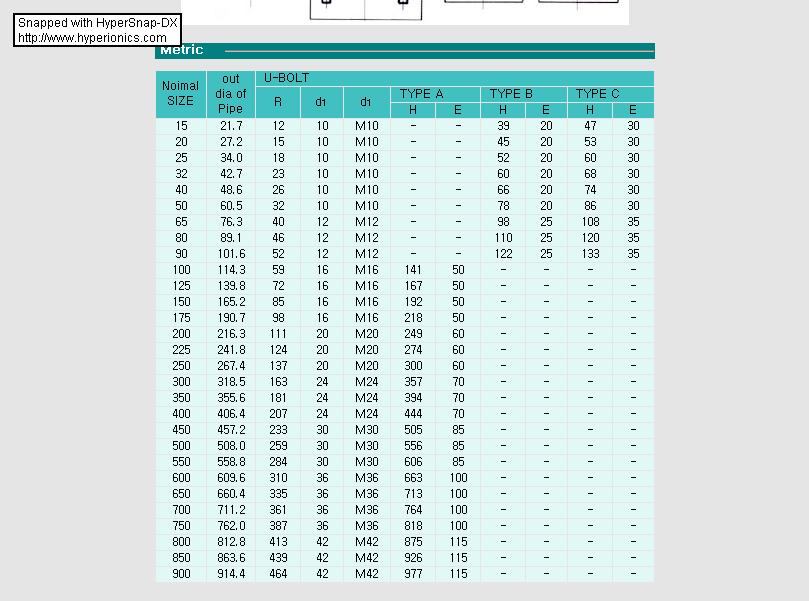 Snapped with HyperSnap-DX
http://www.hyperionics.com
Metric
Noimal SIZE out dia of Pipe U-BOLT
R d1 d1 TYPE A TYPE B TYPE C
H E H E H E
15 21.7 12 10 M10 - - 39 20 47 30
20 27.2 15 10 M10 - - 45 20 53 30
25 34.0 18 10 M10 - - 52 20 60 30
32 42.7 23 10 M10 - - 60 20 68 30
40 48.6 26 10 M10 - - 66 20 74 30
50 60.5 32 10 M10 - - 78 20 86 30
65 76.3 40 12 M12 - - 98 25 108 35
80 89.1 46 12 M12 - - 110 25 120 35
90 101.6 52 12 M12 - - 122 25 133 35
100 114.3 59 16 M16 141 50 - - - -
125 139.8 72 16 M16 167 50 - - - -
150 165.2 85 16 M16 192 50 - - - -
175 190.7 98 16 M16 218 50 - - - -
200 216.3 111 20 M20 249 60 - - - -
225 241.8 124 20 M20 274 60 - - - -
250 267.4 137 20 M20 300 60 - - - -
300 318.5 163 24 M24 357 70 - - - -
350 355.6 181 24 M24 394 70 - - - -
400 406.4 207 24 M24 444 70 - - - -
450 457.2 233 30 M30 505 85 - - - -
500 508.0 259 30 M30 556 85 - - - -
550 558.8 284 30 M30 606 85 - - - -
600 609.6 310 36 M36 663 100 - - - -
650 660.4 335 36 M36 713 100 - - - -
700 711.2 361 36 M36 764 100 - - - -
750 762.0 387 36 M36 818 100 - - - -
800 812.8 413 42 M42 875 115 - - - -
850 863.6 439 42 M42 926 115 - - - -
900 914.4 464 42 M42 977 115 - - - -